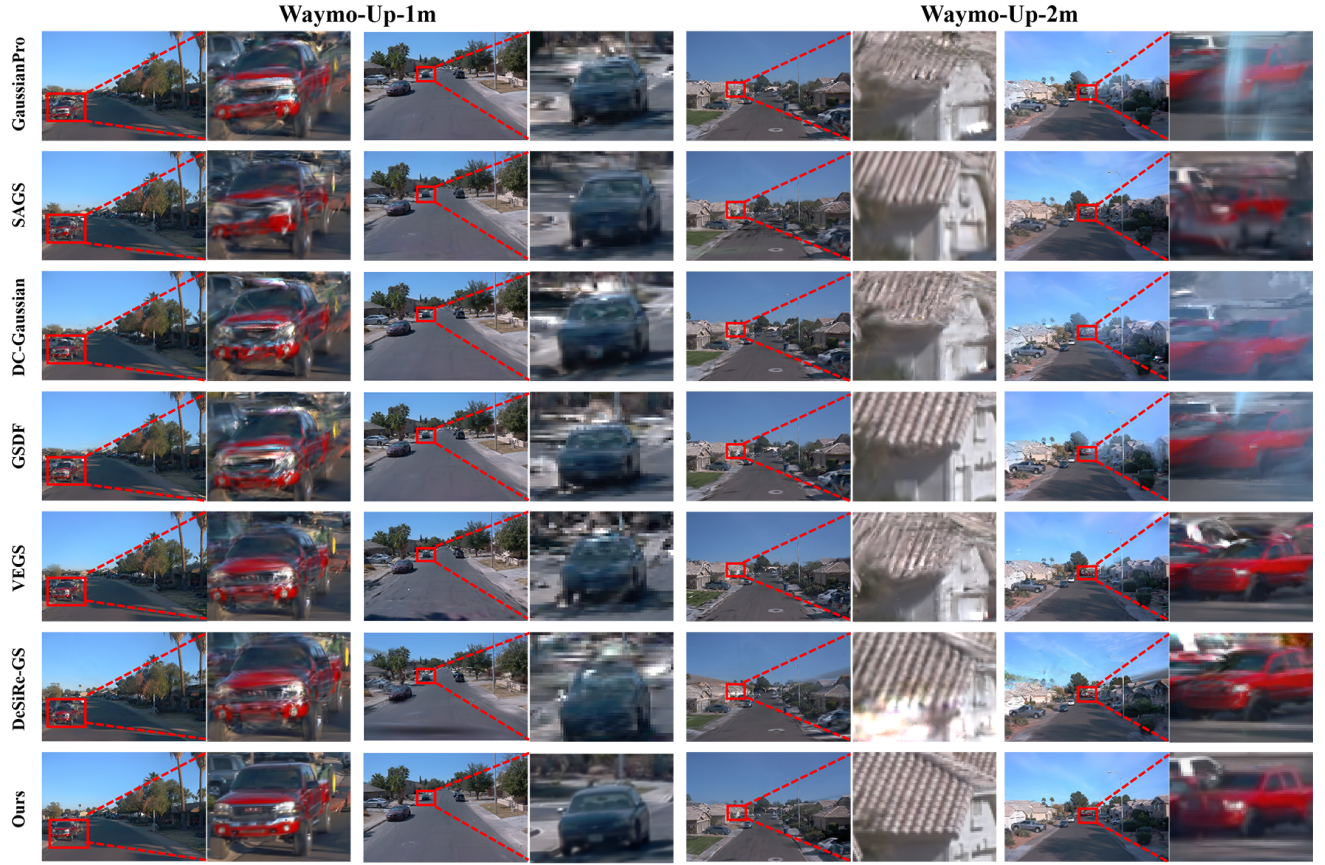 Waymo-Up-1m
Waymo-Up-2m
GaussianPro
SAGS
DC-Gaussian
GSDF
VEGS
DeSiRe-GS
Ours